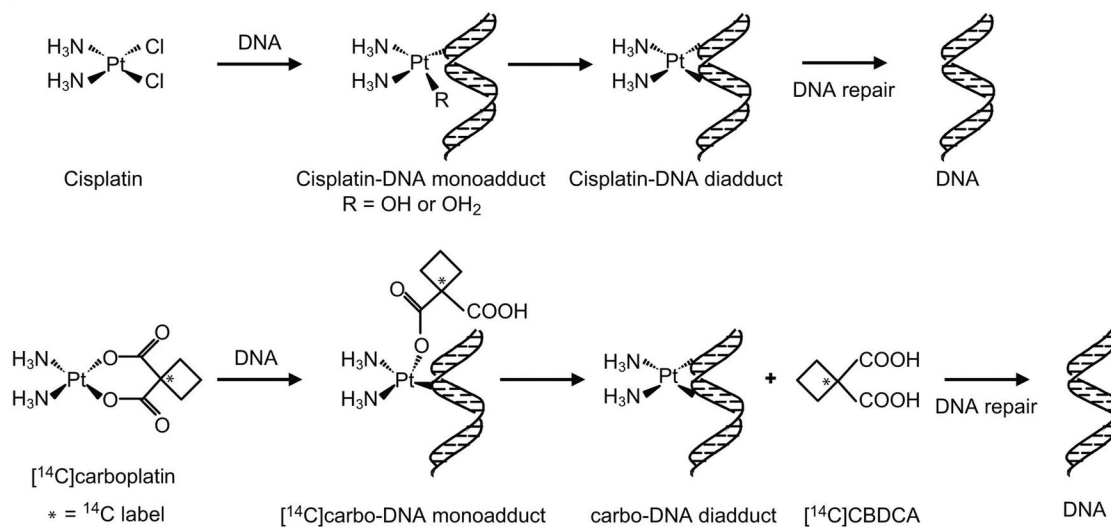 H₃N Cl
Pt
H₃N Cl
Cisplatin
DNA
H₃N
Pt
H₃N
R
Cisplatin-DNA monoadduct
R = OH or OH₂
H₃N
Pt
H₃N
Cisplatin-DNA diadduct
DNA repair
DNA
H₃N O O
Pt *
H₃N O O
[¹⁴C]carboplatin
* = ¹⁴C label
DNA
*
O COOH
O
H₃N
Pt
H₃N
[¹⁴C]carbo-DNA monoadduct
H₃N
Pt
H₃N
carbo-DNA diadduct
+
COOH
*
COOH
[¹⁴C]CBDCA
DNA repair
DNA